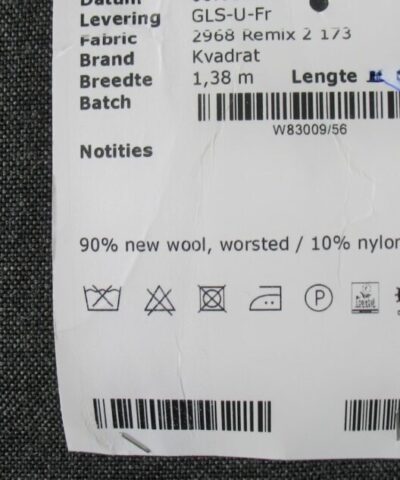 Datum
Levering GLS-U-Fr
Fabric 2968 Remix 2 173
Brand Kvadrat
Breedte 1,38 m Lengte
Batch
W83009/56
Notities
90% new wool, worsted / 10% nylon
P